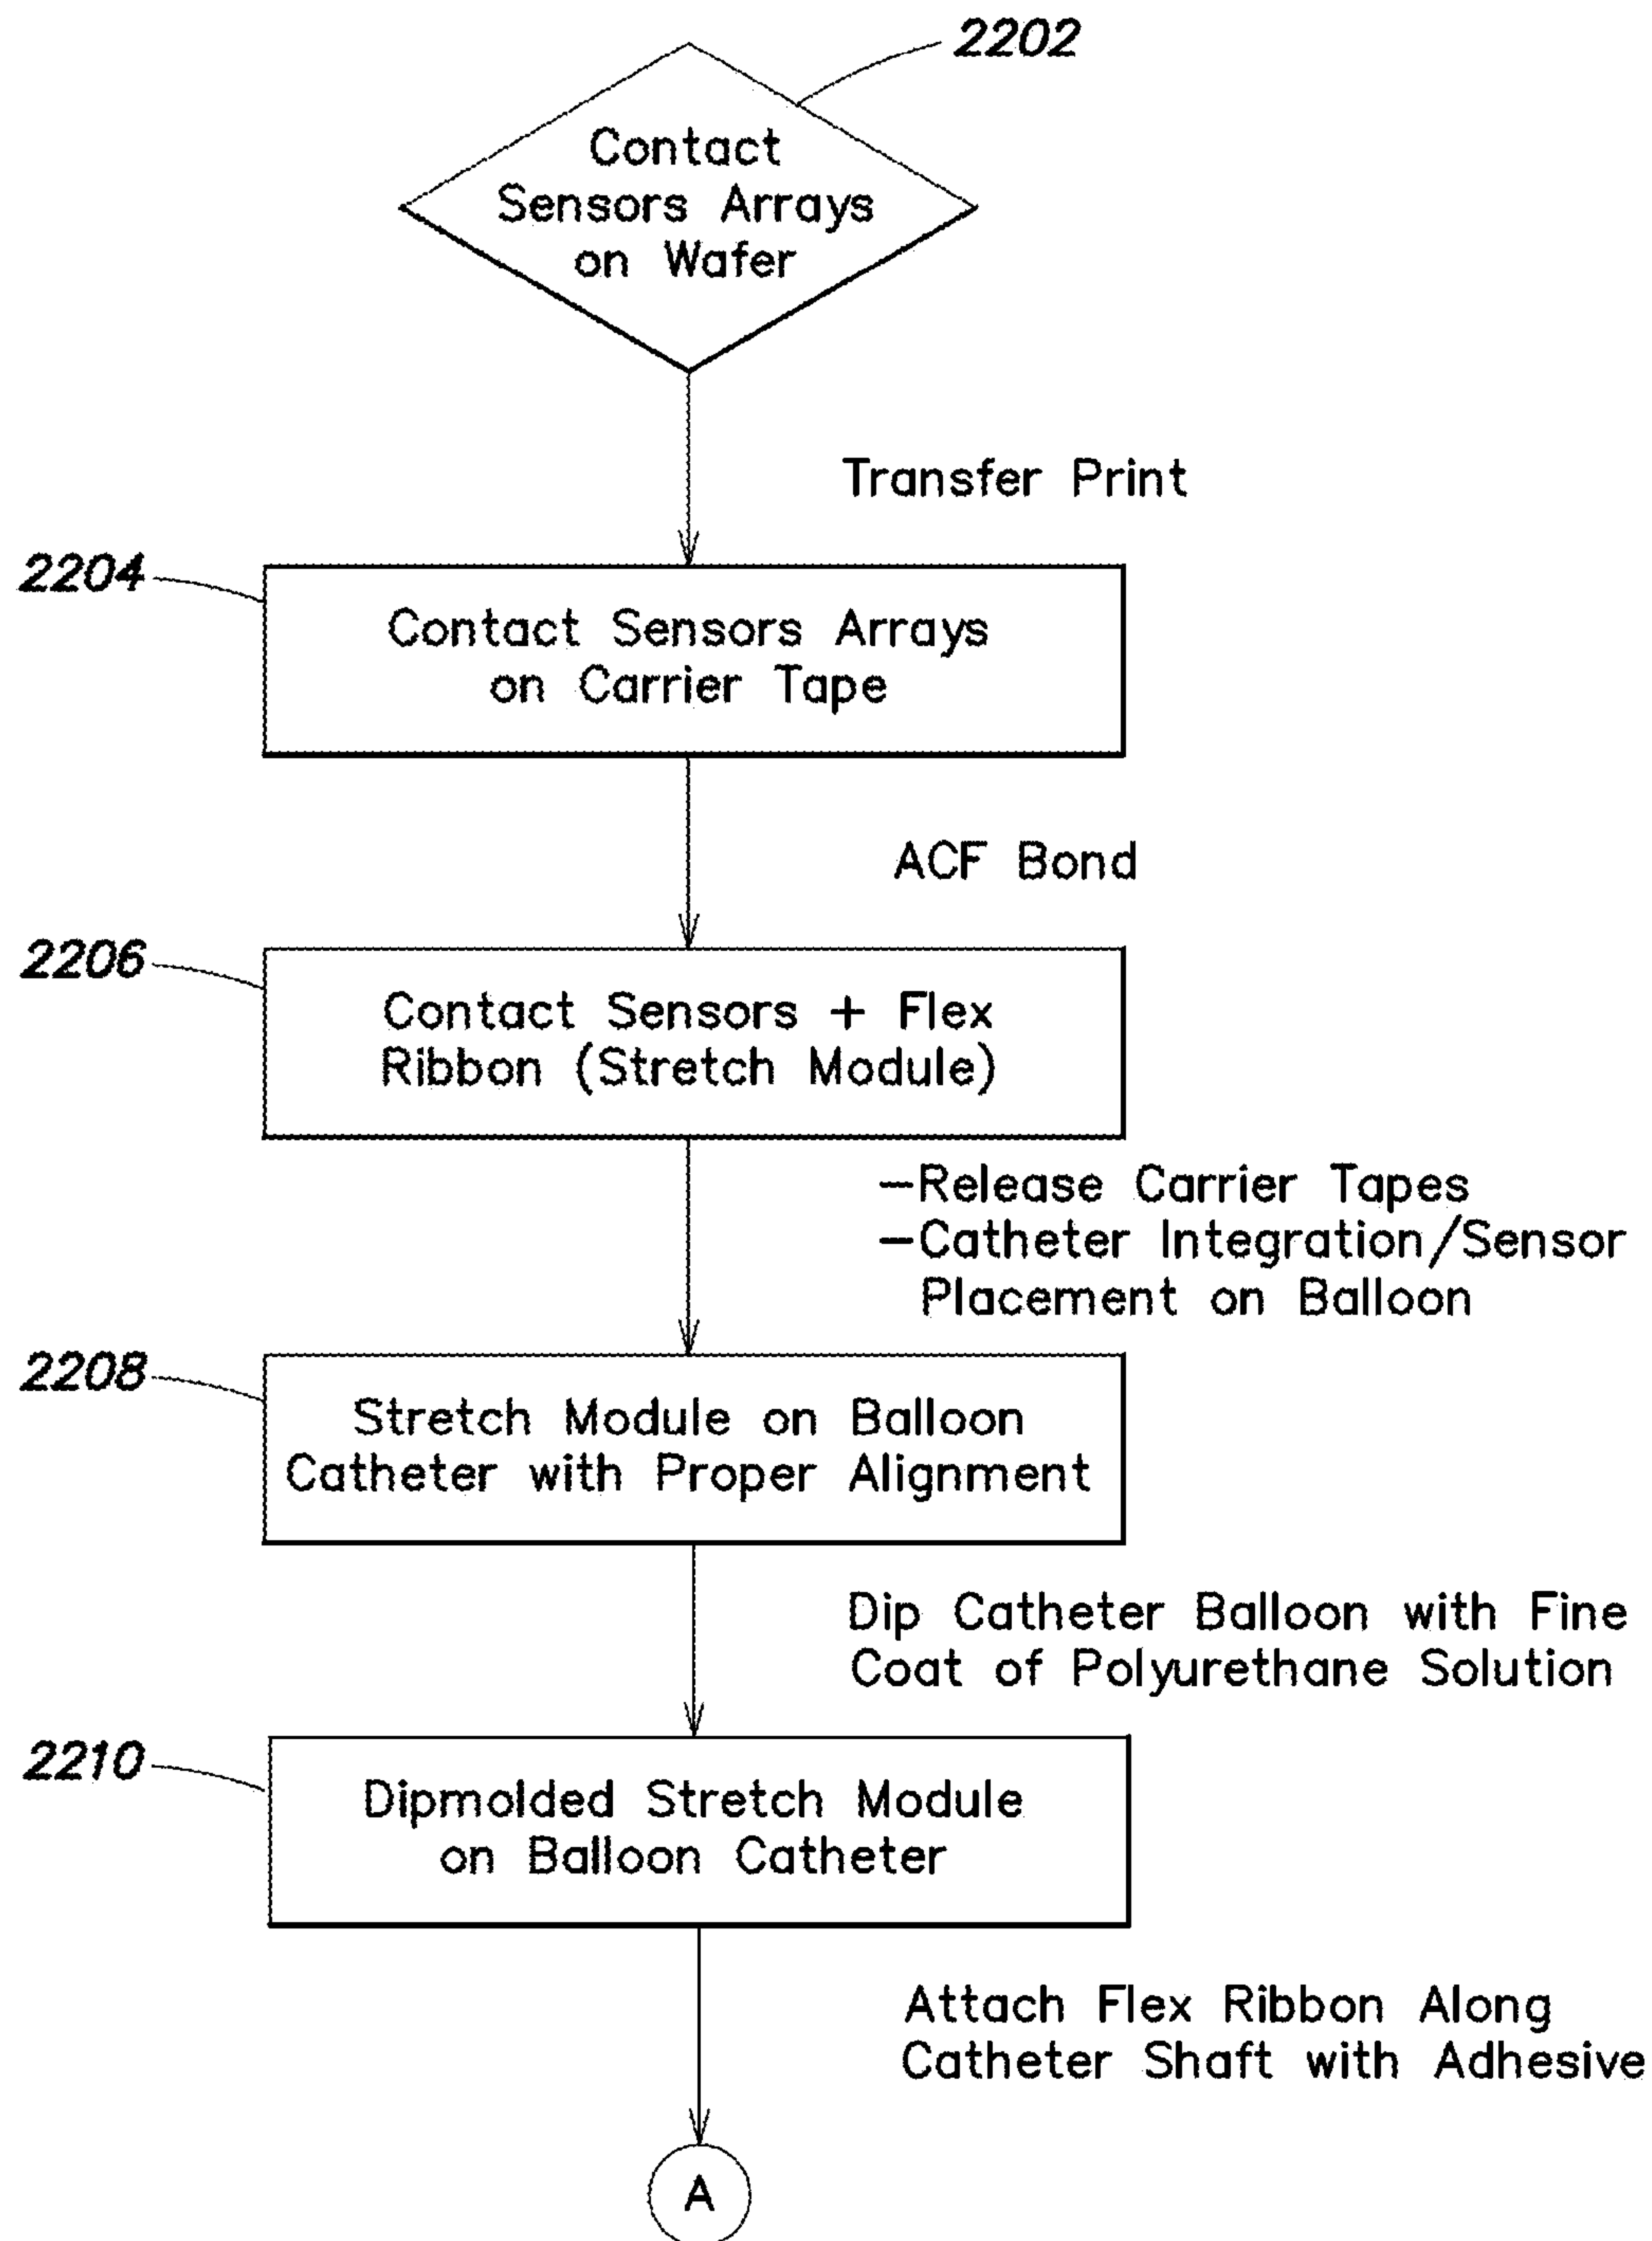 2202
Contact
Sensors Arrays
on Wafer
Transfer Print
2204
Contact Sensors Arrays
on Carrier Tape
ACF Bond
2206
Contact Sensors + Flex
Ribbon (Stretch Module)
—Release Carrier Tapes
—Catheter Integration/Sensor
Placement on Balloon
2208
Stretch Module on Balloon
Catheter with Proper Alignment
Dip Catheter Balloon with Fine
Coat of Polyurethane Solution
2210
Dipmolded Stretch Module
on Balloon Catheter
Attach Flex Ribbon Along
Catheter Shaft with Adhesive
A